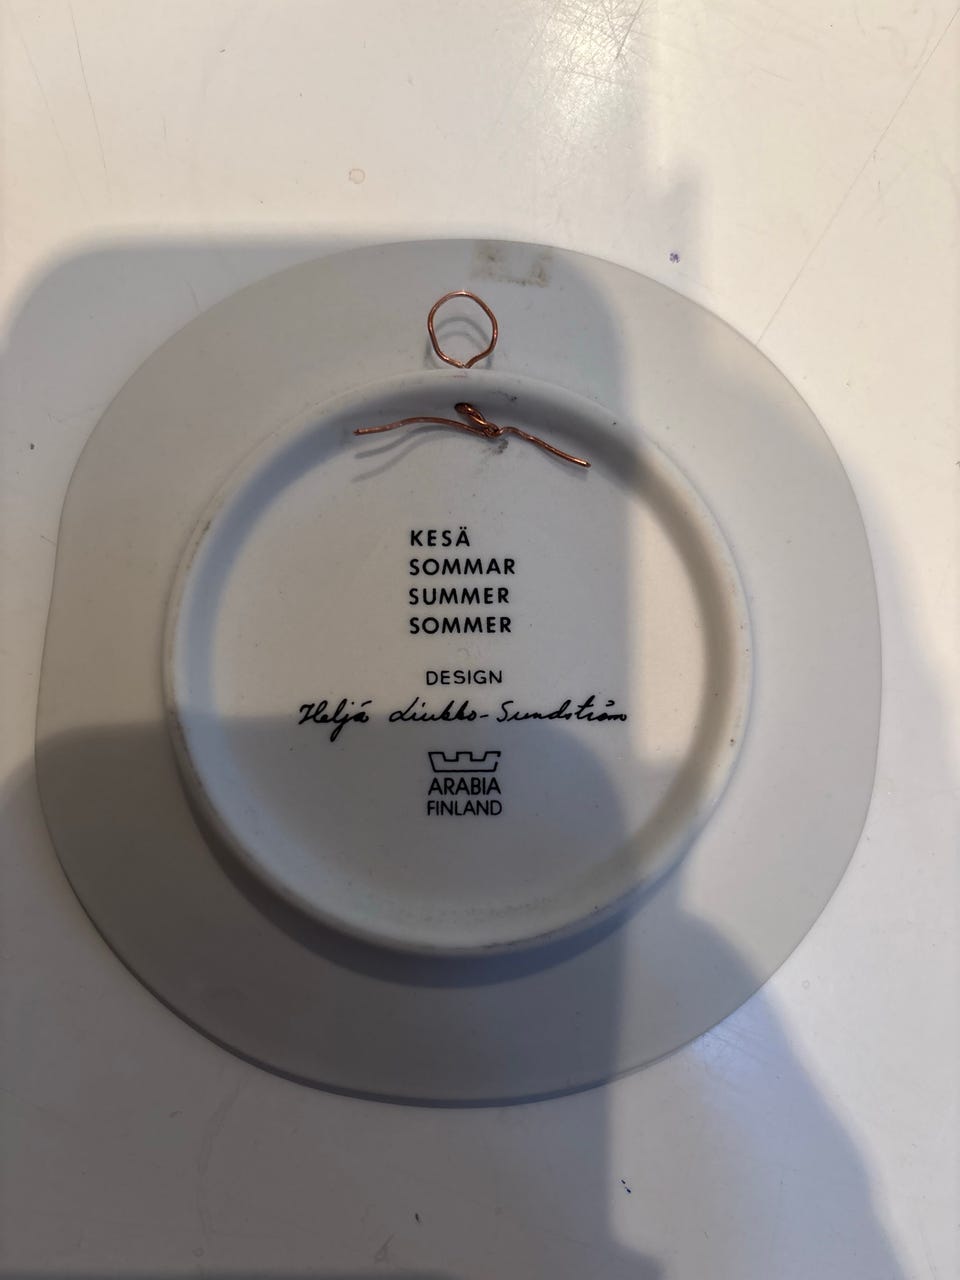 KESÄ
SOMMAR
SUMMER
SOMMER
DESIGN
Heljä Liukko-Sundström
ARABIA
FINLAND